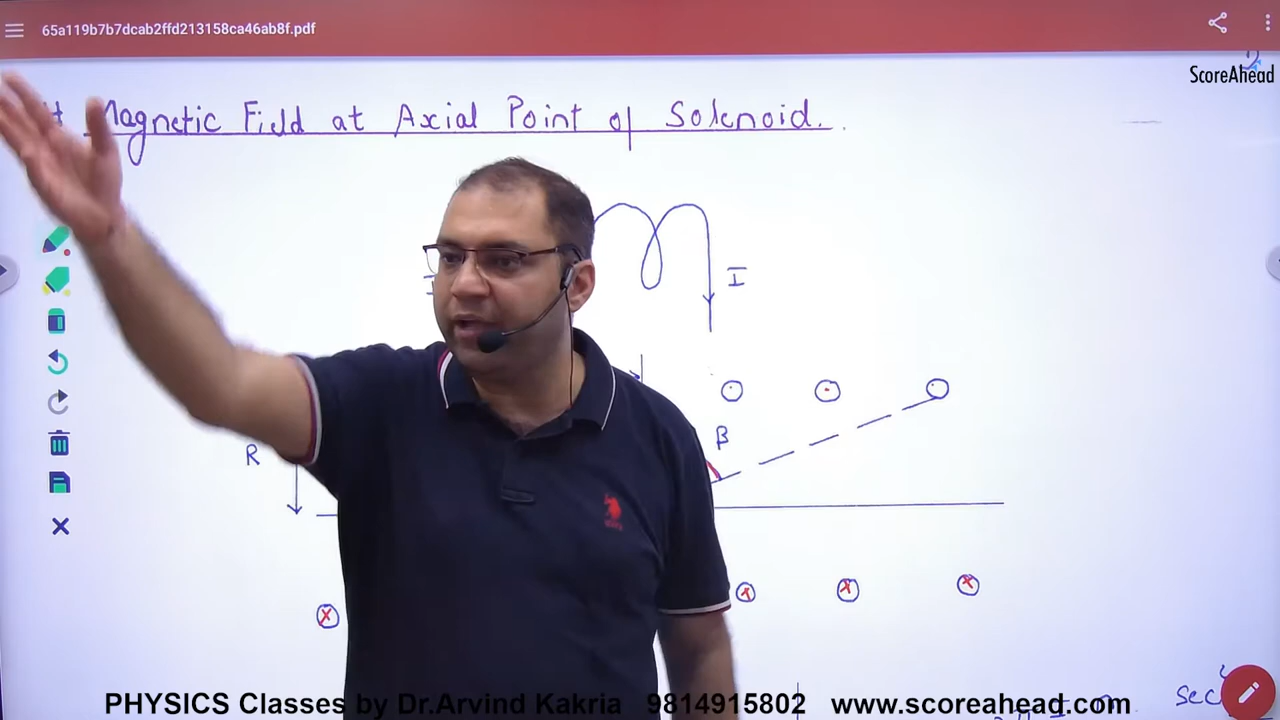 65a119b7b7dcab2ffd213158ca46ab8f.pdf
ScoreAhead
Magnetic Field at Axial Point of Solenoid.
I
β
R
sec
PHYSICS Classes by Dr.Arvind Kakria 9814915802 www.scoreahead.com